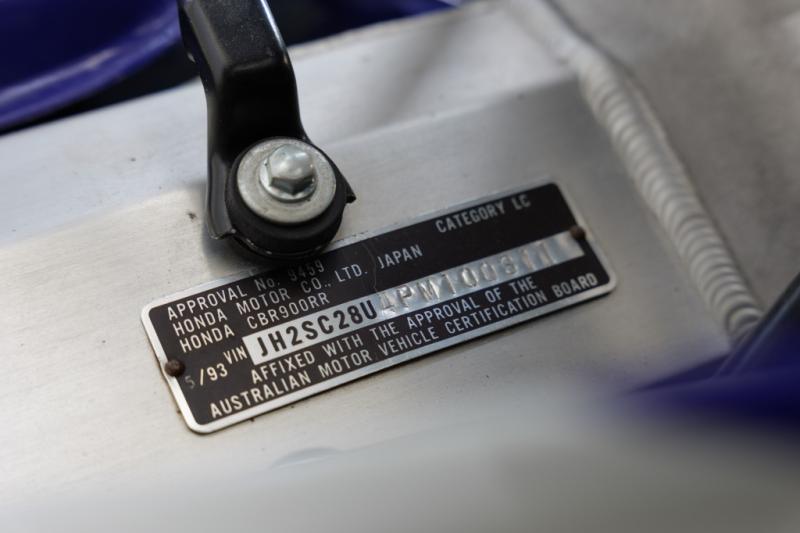 APPROVAL No. 9459 CATEGORY LC
HONDA MOTOR CO., LTD. JAPAN
HONDA CBR900RR
5/93 VIN JH2SC28U
AFFIXED WITH THE APPROVAL OF THE
AUSTRALIAN MOTOR VEHICLE CERTIFICATION BOARD